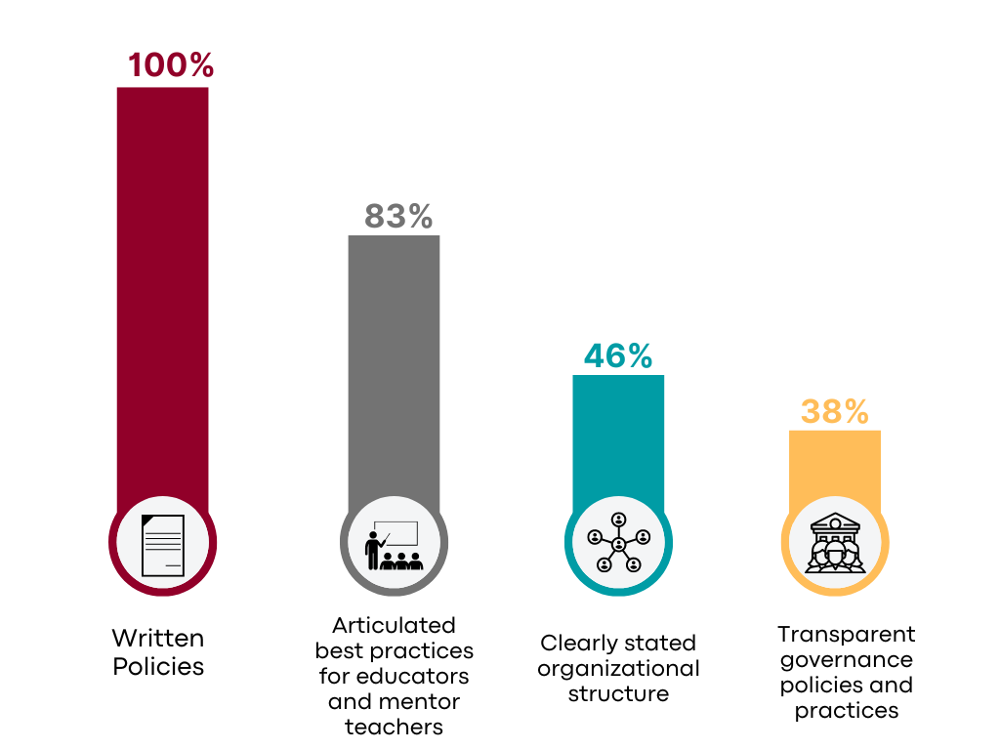 100%
83%
46%
38%
Written
Policies
Articulated
best practices
for educators
and mentor
teachers
Clearly stated
organizational
structure
Transparent
governance
policies and
practices